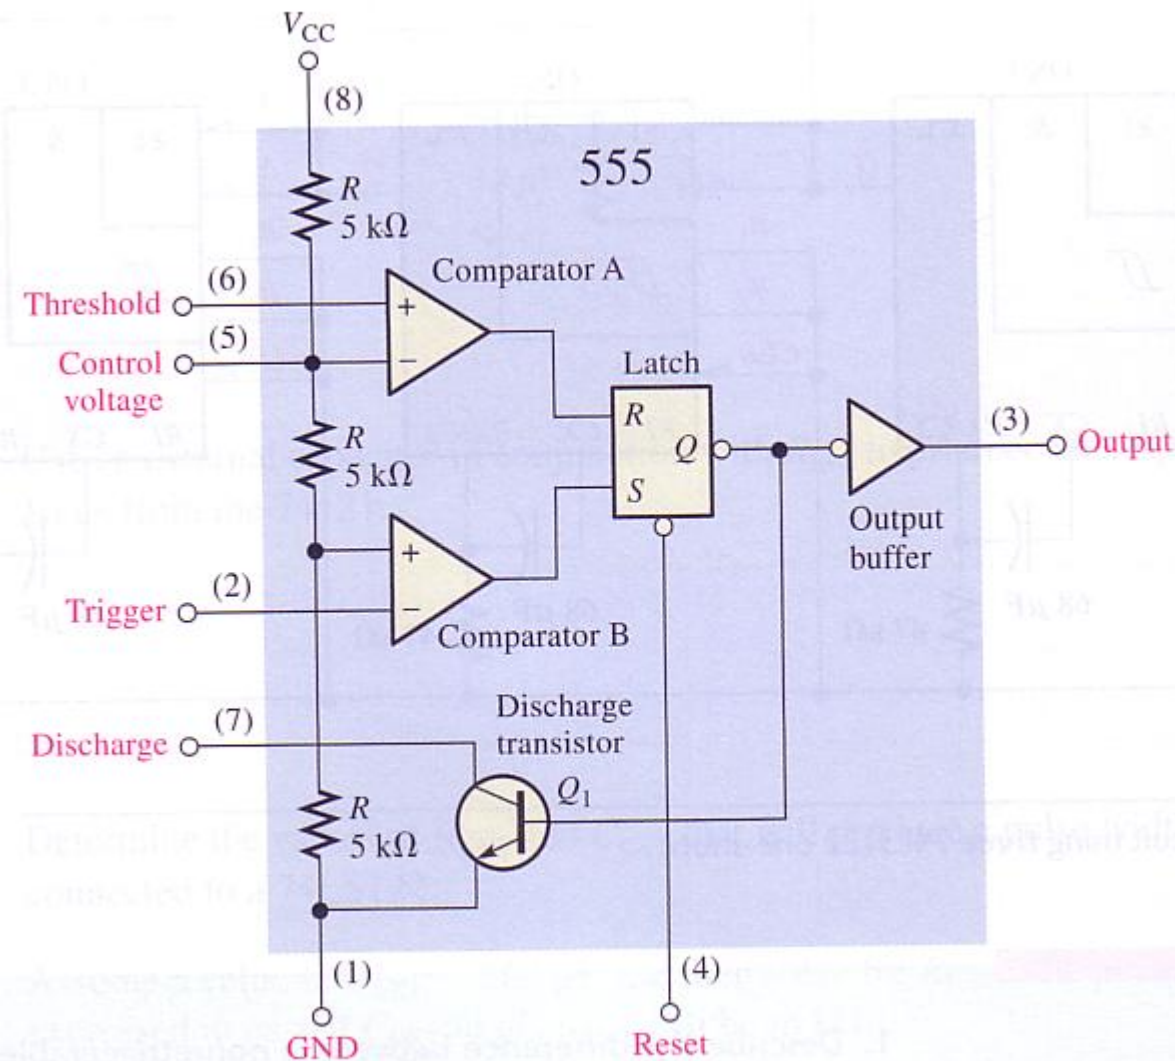 V_CC
(8)
555
R
5 kΩ
Comparator A
(6)
Threshold
+
(5)
Control
voltage
−
Latch
R
Q
S
(3)
Output
R
5 kΩ
Output
buffer
+
(2)
Trigger
−
Comparator B
(7)
Discharge
Discharge
transistor
Q₁
R
5 kΩ
(1)
(4)
GND
Reset